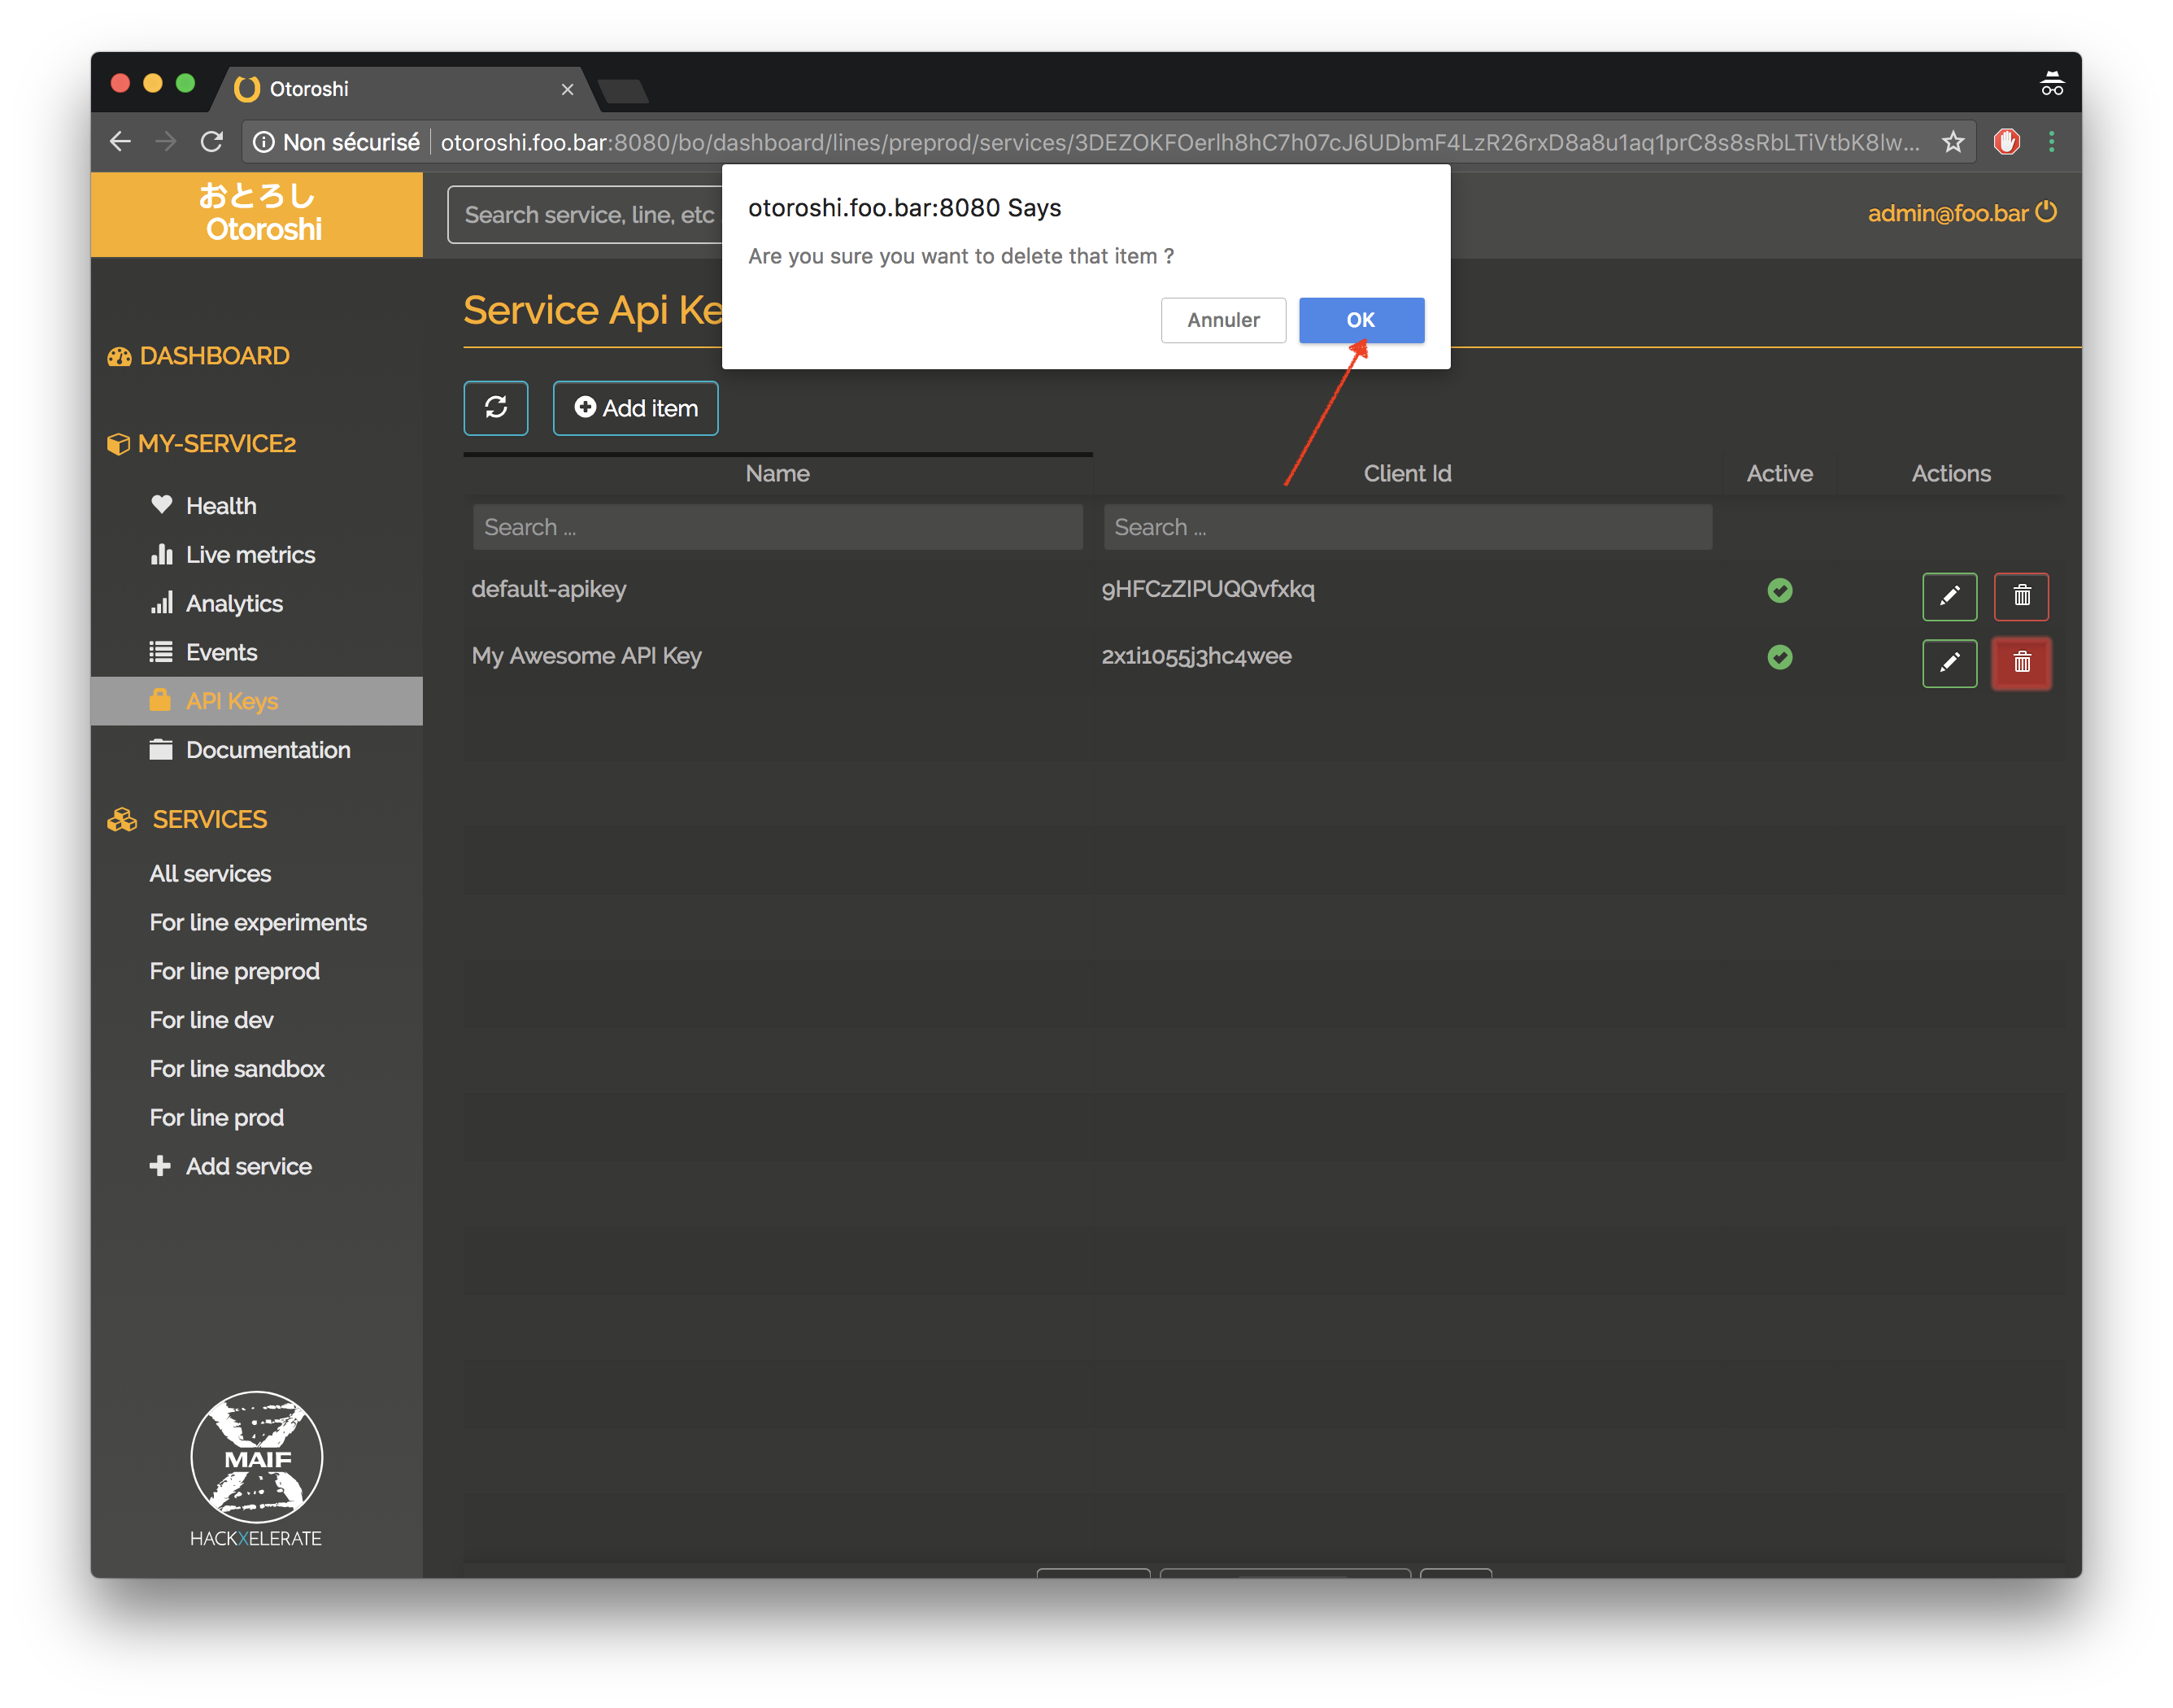 Otoroshi
Non sécurisé
otoroshi.foo.bar:8080/bo/dashboard/lines/preprod/services/3DEZOKFOerlh8hC7h07cJ6UDbmF4LzR26rxD8a8u1aq1prC8s8sRbLTiVtbK8lw...
おとろし
Otoroshi
Search service, line, etc
admin@foo.bar
otoroshi.foo.bar:8080 Says
Are you sure you want to delete that item ?
Annuler
OK
Service Api Ke
DASHBOARD
MY-SERVICE2
Health
Live metrics
Analytics
Events
API Keys
Documentation
SERVICES
All services
For line experiments
For line preprod
For line dev
For line sandbox
For line prod
Add service
MAIF
HACKXELERATE
Add item
Name
Client Id
Active
Actions
Search ...
Search ...
default-apikey
9HFCzZIPUQQvfxkq
My Awesome API Key
2x1i1055j3hc4wee